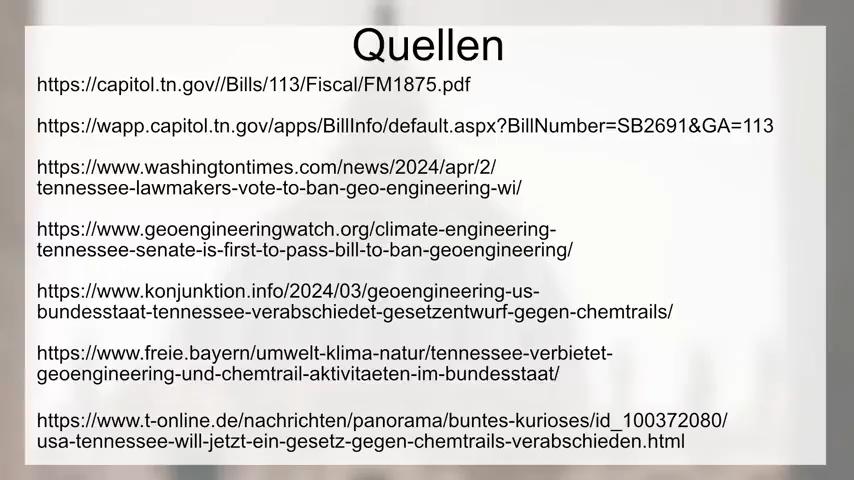 Quellen
https://capitol.tn.gov//Bills/113/Fiscal/FM1875.pdf
https://wapp.capitol.tn.gov/apps/BillInfo/default.aspx?BillNumber=SB2691&GA=113
https://www.washingtontimes.com/news/2024/apr/2/
tennessee-lawmakers-vote-to-ban-geo-engineering-wi/
https://www.geoengineeringwatch.org/climate-engineering-
tennessee-senate-is-first-to-pass-bill-to-ban-geoengineering/
https://www.konjunktion.info/2024/03/geoengineering-us-
bundesstaat-tennessee-verabschiedet-gesetzentwurf-gegen-chemtrails/
https://www.freie.bayern/umwelt-klima-natur/tennessee-verbietet-
geoengineering-und-chemtrail-aktivitaeten-im-bundesstaat/
https://www.t-online.de/nachrichten/panorama/buntes-kurioses/id_100372080/
usa-tennessee-will-jetzt-ein-gesetz-gegen-chemtrails-verabschieden.html